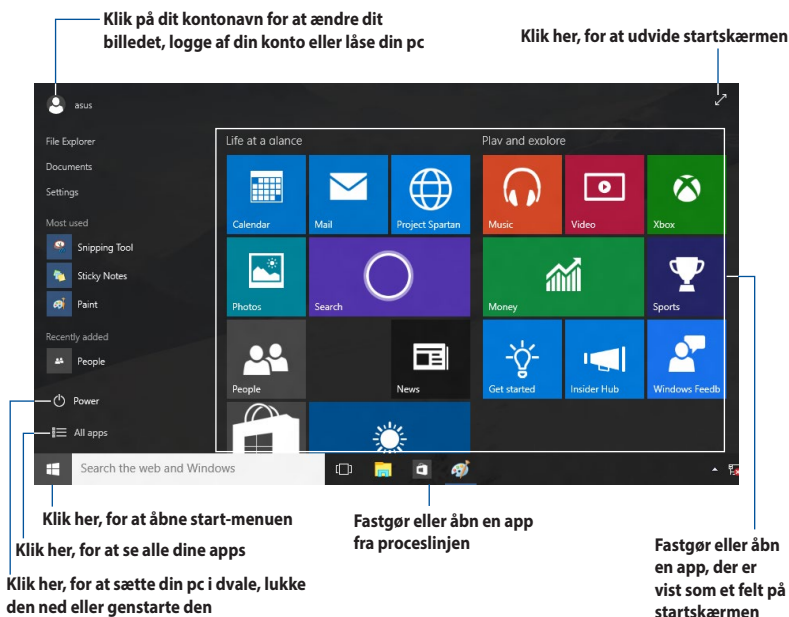 Klik på dit kontonavn for at ændre dit
billedet, logge af din konto eller låse din pc
Klik her, for at udvide startskærmen
asus
File Explorer
Documents
Settings
Most used
Snipping Tool
Sticky Notes
Paint
Recently added
People
Power
All apps
Life at a glance
Calendar
Mail
Project Spartan
Photos
Search
People
News
Play and explore
Music
Video
Xbox
Money
Sports
Get started
Insider Hub
Windows Feedb
Search the web and Windows
Klik her, for at åbne start-menuen
Klik her, for at se alle dine apps
Klik her, for at sætte din pc i dvale, lukke
den ned eller genstarte den
Fastgør eller åbn en app
fra proceslinjen
Fastgør eller åbn
en app, der er
vist som et felt på
startskærmen